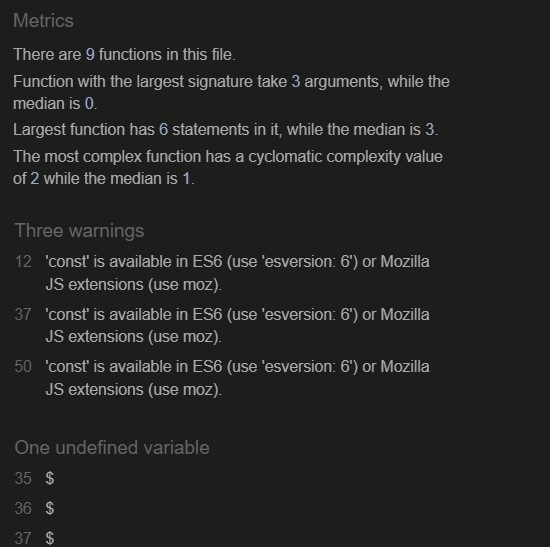 Metrics
There are 9 functions in this file.
Function with the largest signature take 3 arguments, while the
median is 0.
Largest function has 6 statements in it, while the median is 3.
The most complex function has a cyclomatic complexity value
of 2 while the median is 1.
Three warnings
12 'const' is available in ES6 (use 'esversion: 6') or Mozilla
JS extensions (use moz).
37 'const' is available in ES6 (use 'esversion: 6') or Mozilla
JS extensions (use moz).
50 'const' is available in ES6 (use 'esversion: 6') or Mozilla
JS extensions (use moz).
One undefined variable
35 $
36 $
37 $